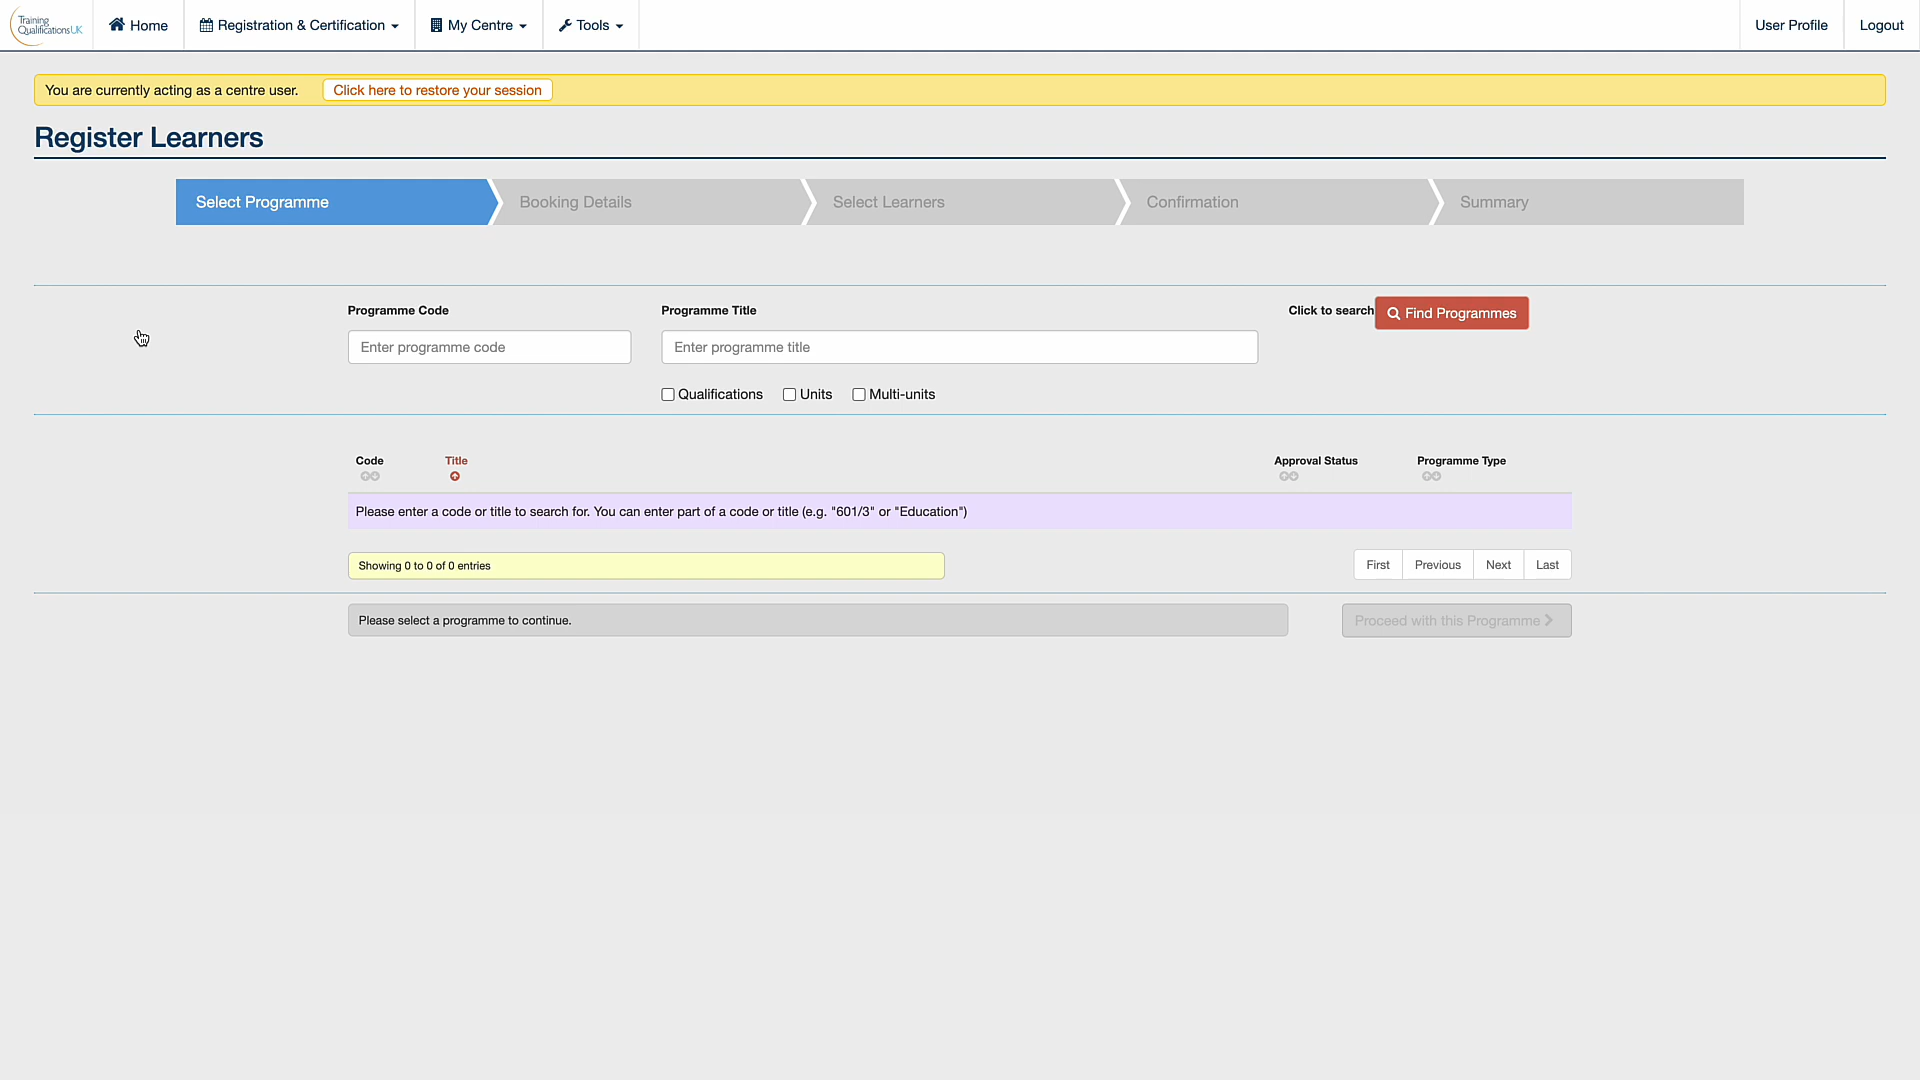 Training
Qualifications UK
Home
Registration & Certification
My Centre
Tools
User Profile
Logout
You are currently acting as a centre user.
Click here to restore your session
Register Learners
Select Programme
Booking Details
Select Learners
Confirmation
Summary
Programme Code
Programme Title
Click to search
Find Programmes
Enter programme code
Enter programme title
Qualifications
Units
Multi-units
Code
Title
Approval Status
Programme Type
Please enter a code or title to search for. You can enter part of a code or title (e.g. "601/3" or "Education")
Showing 0 to 0 of 0 entries
First
Previous
Next
Last
Please select a programme to continue.
Proceed with this Programme